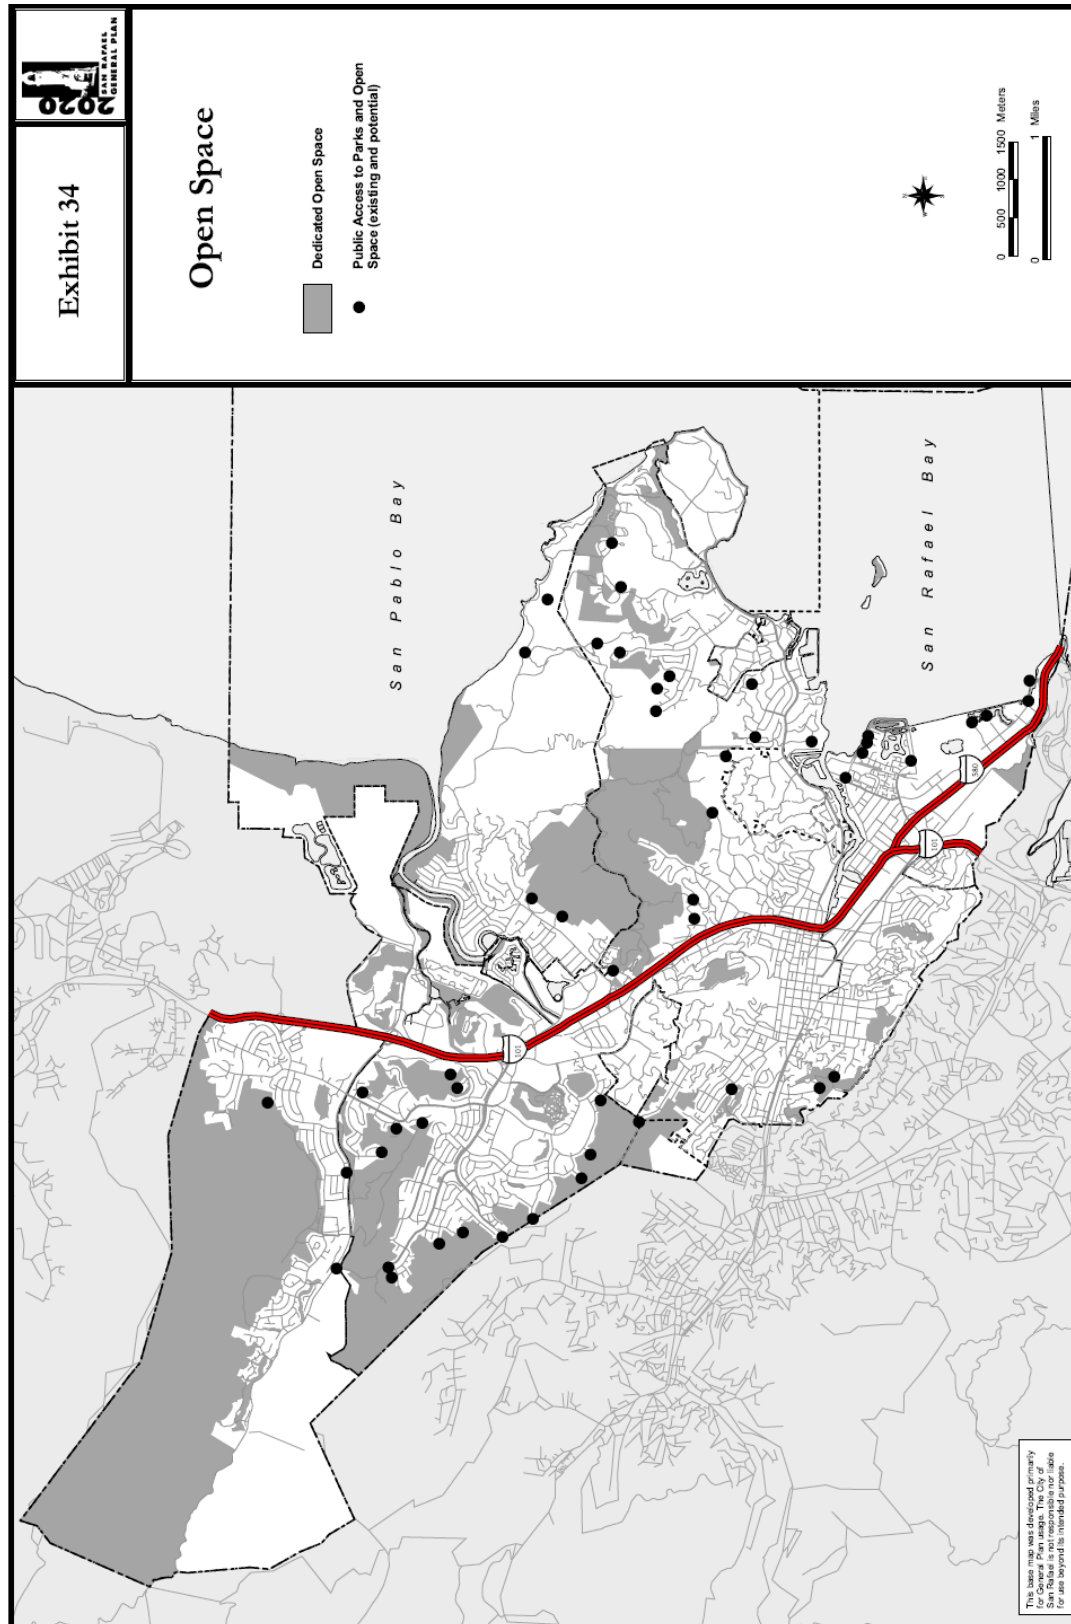 Exhibit 34
2020
SAN RAFAEL
GENERAL PLAN
Open Space
Dedicated Open Space
Public Access to Parks and Open
Space (existing and potential)
N
E
S
W
0 500 1000 1500 Meters
0 1 Miles
San Pablo Bay
San Rafael Bay
101
101
580
This base map was developed primarily
for General Plan usage. The City of
San Rafael is not responsible nor liable
for use beyond its intended purpose.